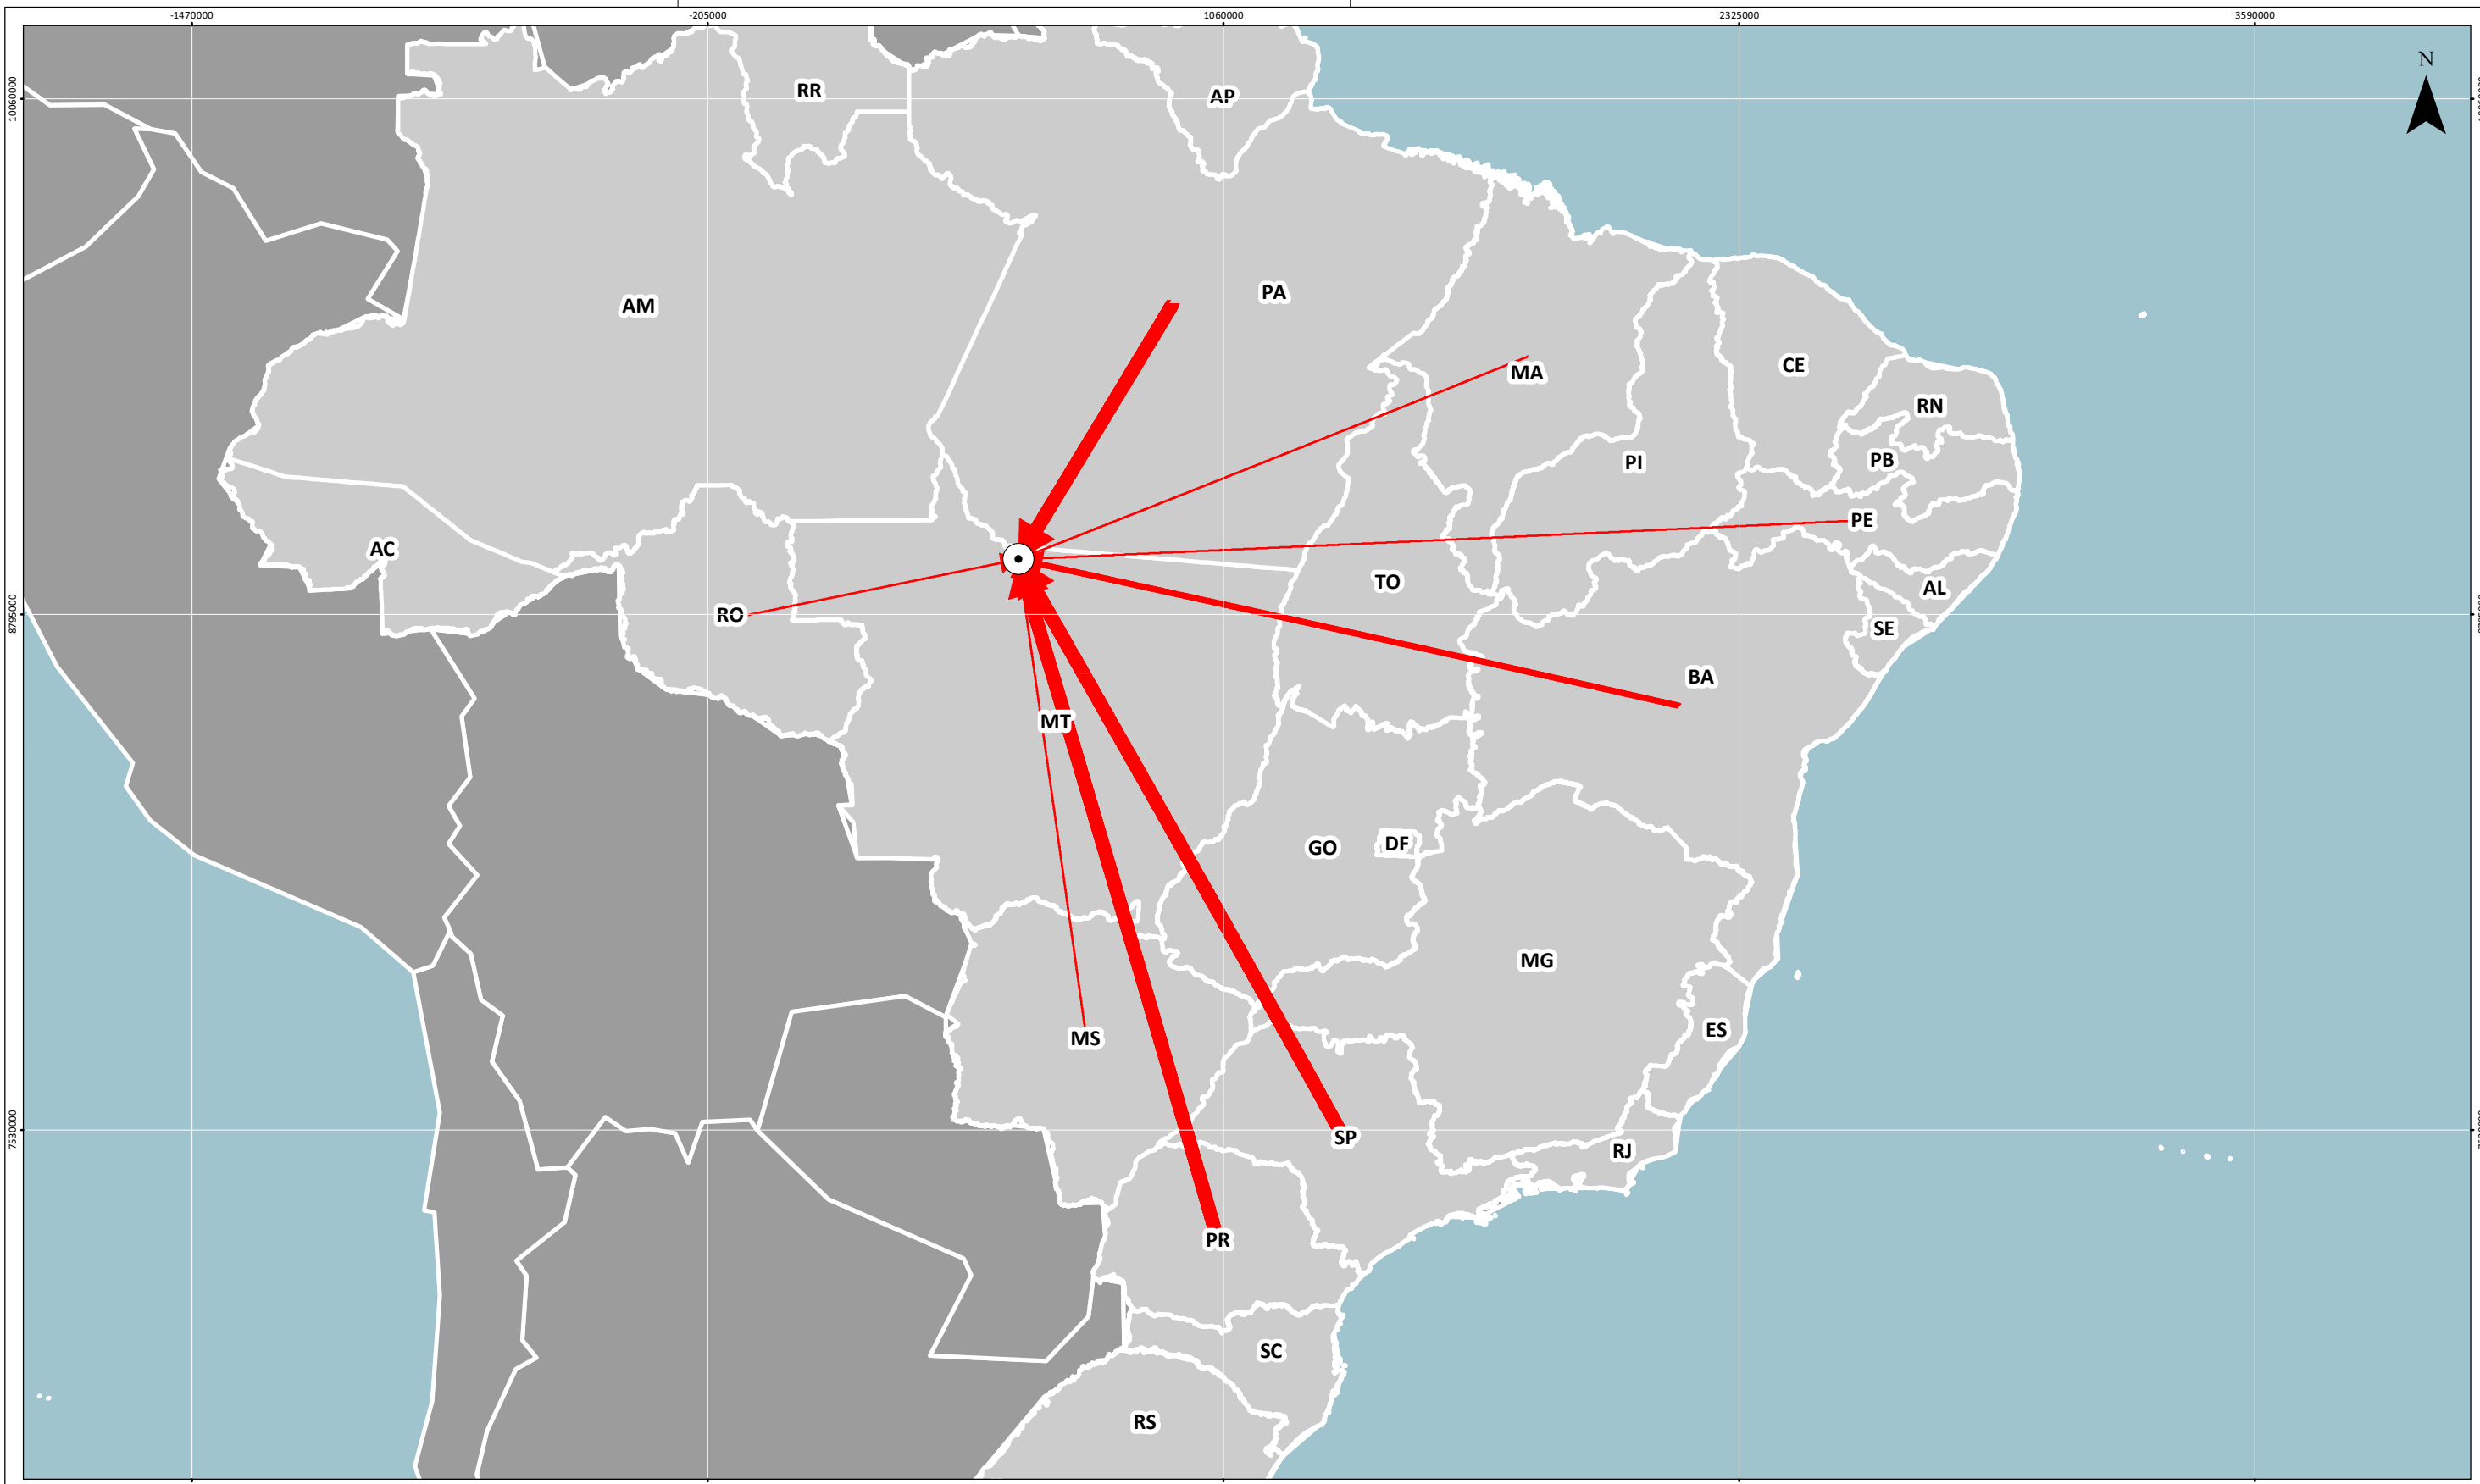 -1470000 -205000 1060000 2325000 3590000
N
10060000
RR
AP
PA
AM
CE
MA
RN
PB
PI
PE
AC
TO
AL
RO
8795000
SE
BA
MT
DF
GO
MG
ES
MS
7530000
SP
RJ
PR
SC
RS